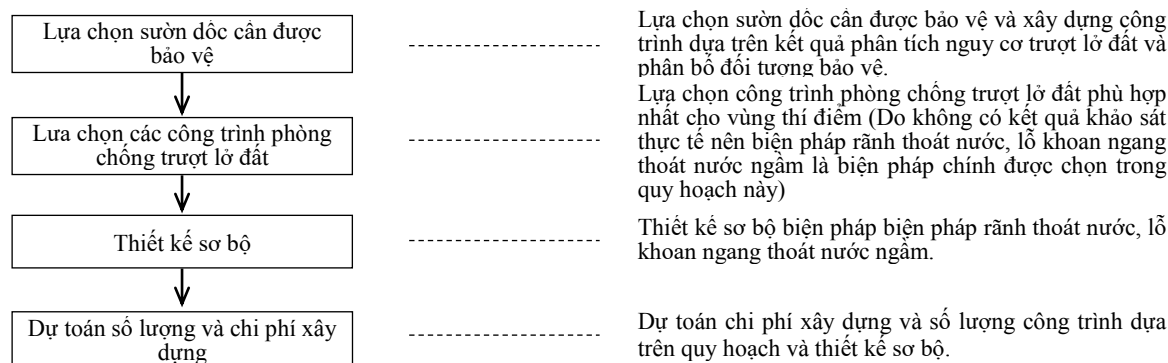 Lựa chọn sườn dốc cần được
bảo vệ
Lựa chọn sườn dốc cần được bảo vệ và xây dựng công
trình dựa trên kết quả phân tích nguy cơ trượt lở đất và
phân bố đối tượng bảo vệ.
Lưa chọn các công trình phòng
chống trượt lở đất
Lựa chọn công trình phòng chống trượt lở đất phù hợp
nhất cho vùng thí điểm (Do không có kết quả khảo sát
thực tế nên biện pháp rãnh thoát nước, lỗ khoan ngang
thoát nước ngầm là biện pháp chính được chọn trong
quy hoạch này)
Thiết kế sơ bộ
Thiết kế sơ bộ biện pháp biện pháp rãnh thoát nước, lỗ
khoan ngang thoát nước ngầm.
Dự toán số lượng và chi phí xây
dựng
Dự toán chi phí xây dựng và số lượng công trình dựa
trên quy hoạch và thiết kế sơ bộ.